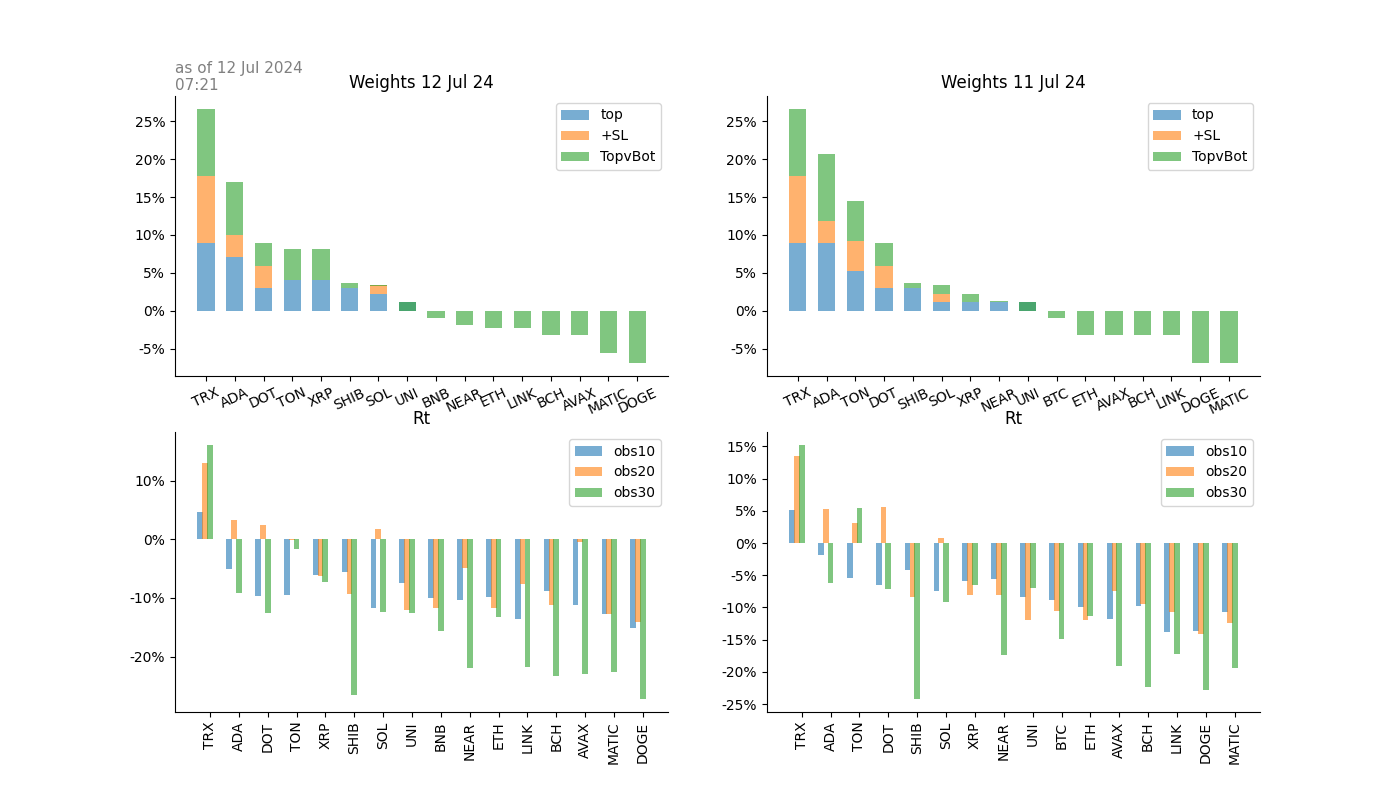 as of 12 Jul 2024
07:21
Weights 12 Jul 24
25%
20%
15%
10%
5%
0%
-5%
top
+SL
TopvBot
TRX ADA DOT TON XRP SHIB SOL UNI BNB NEAR ETH LINK BCH AVAX MATIC DOGE
Weights 11 Jul 24
25%
20%
15%
10%
5%
0%
-5%
top
+SL
TopvBot
TRX ADA TON DOT SHIB SOL XRP NEAR UNI BTC ETH AVAX BCH LINK DOGE MATIC
Rt
10%
0%
-10%
-20%
obs10
obs20
obs30
TRX ADA DOT TON XRP SHIB SOL UNI BNB NEAR ETH LINK BCH AVAX MATIC DOGE
Rt
15%
10%
5%
0%
-5%
-10%
-15%
-20%
-25%
obs10
obs20
obs30
TRX ADA TON DOT SHIB SOL XRP NEAR UNI BTC ETH AVAX BCH LINK DOGE MATIC